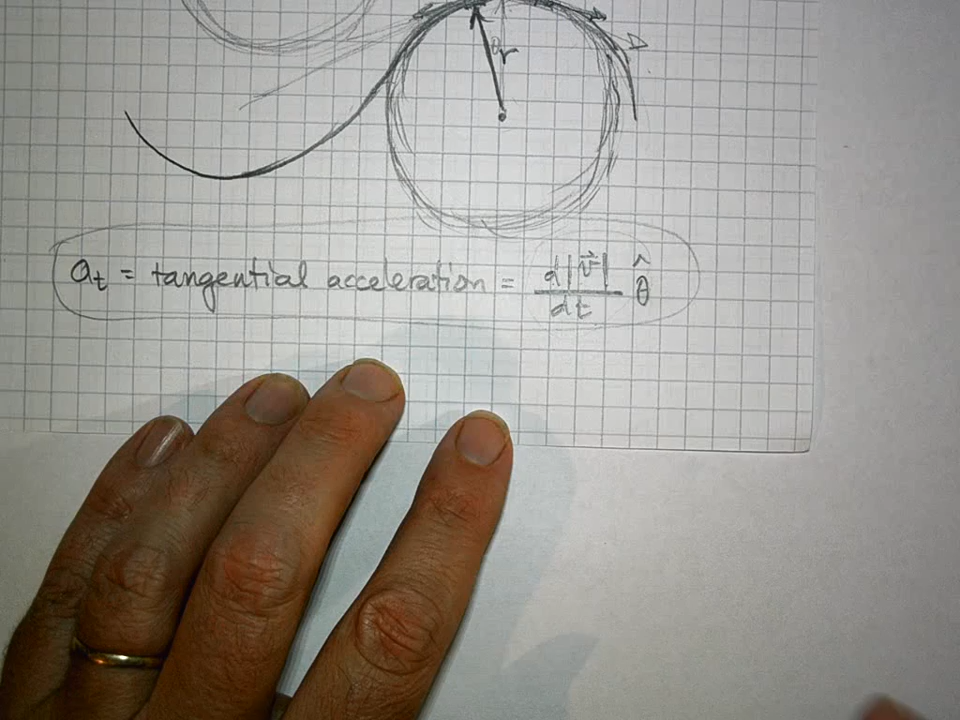 r
a_t = tangential acceleration = d|v⃗|/dt θ̂